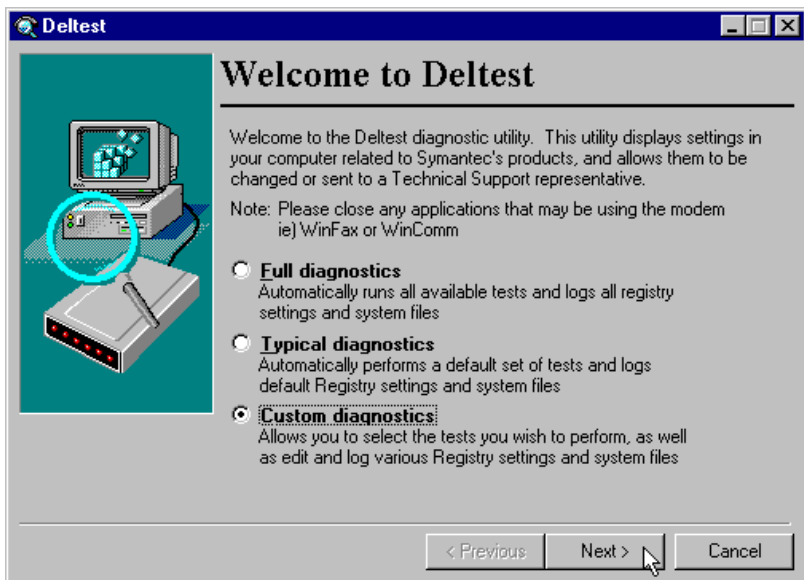 Deltest
Welcome to Deltest
Welcome to the Deltest diagnostic utility.  This utility displays settings in
your computer related to Symantec's products, and allows them to be
changed or sent to a Technical Support representative.
Note:  Please close any applications that may be using the modem
ie) WinFax or WinComm
Full diagnostics
Automatically runs all available tests and logs all registry
settings and system files
Typical diagnostics
Automatically performs a default set of tests and logs
default Registry settings and system files
Custom diagnostics
Allows you to select the tests you wish to perform, as well
as edit and log various Registry settings and system files
< Previous
Next >
Cancel